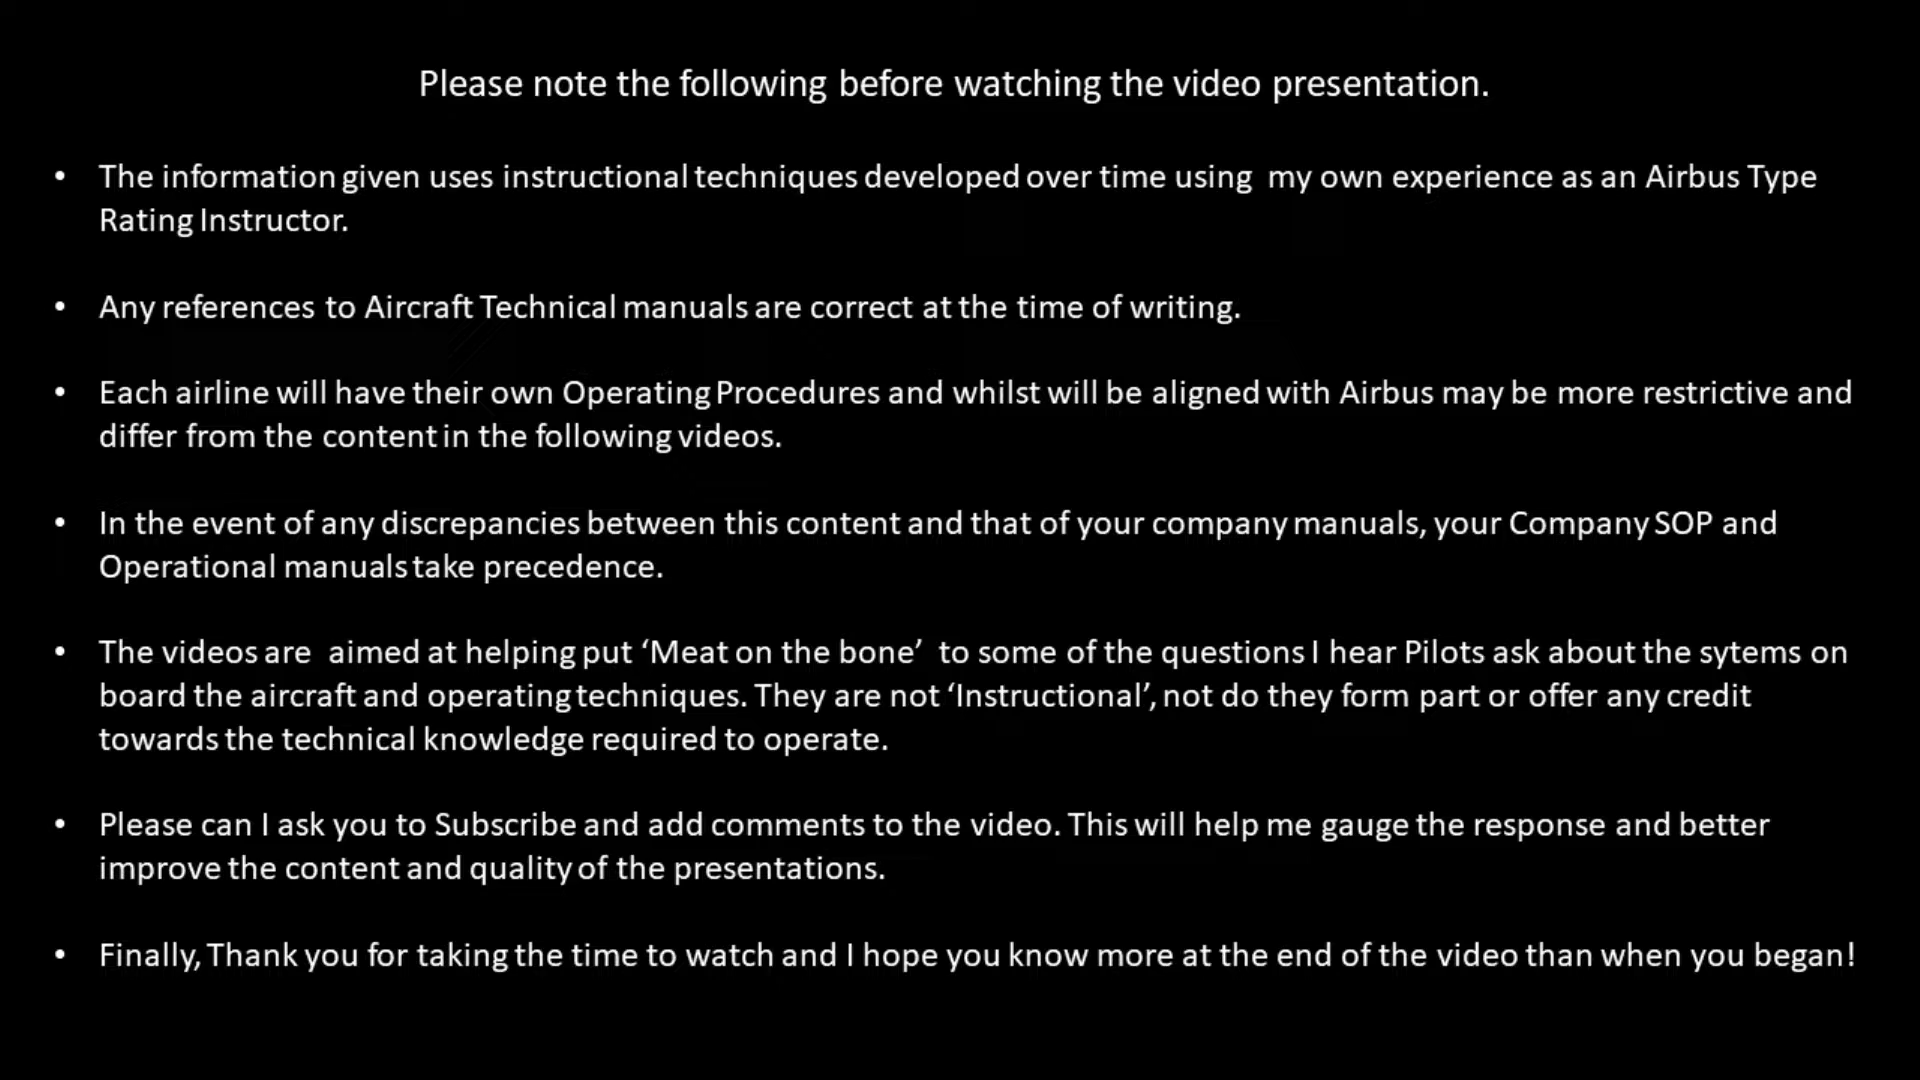 Please note the following before watching the video presentation.
• The information given uses instructional techniques developed over time using my own experience as an Airbus Type
Rating Instructor.
• Any references to Aircraft Technical manuals are correct at the time of writing.
• Each airline will have their own Operating Procedures and whilst will be aligned with Airbus may be more restrictive and
differ from the content in the following videos.
• In the event of any discrepancies between this content and that of your company manuals, your Company SOP and
Operational manuals take precedence.
• The videos are aimed at helping put ‘Meat on the bone’ to some of the questions I hear Pilots ask about the sytems on
board the aircraft and operating techniques. They are not ‘Instructional’, not do they form part or offer any credit
towards the technical knowledge required to operate.
• Please can I ask you to Subscribe and add comments to the video. This will help me gauge the response and better
improve the content and quality of the presentations.
• Finally, Thank you for taking the time to watch and I hope you know more at the end of the video than when you began!